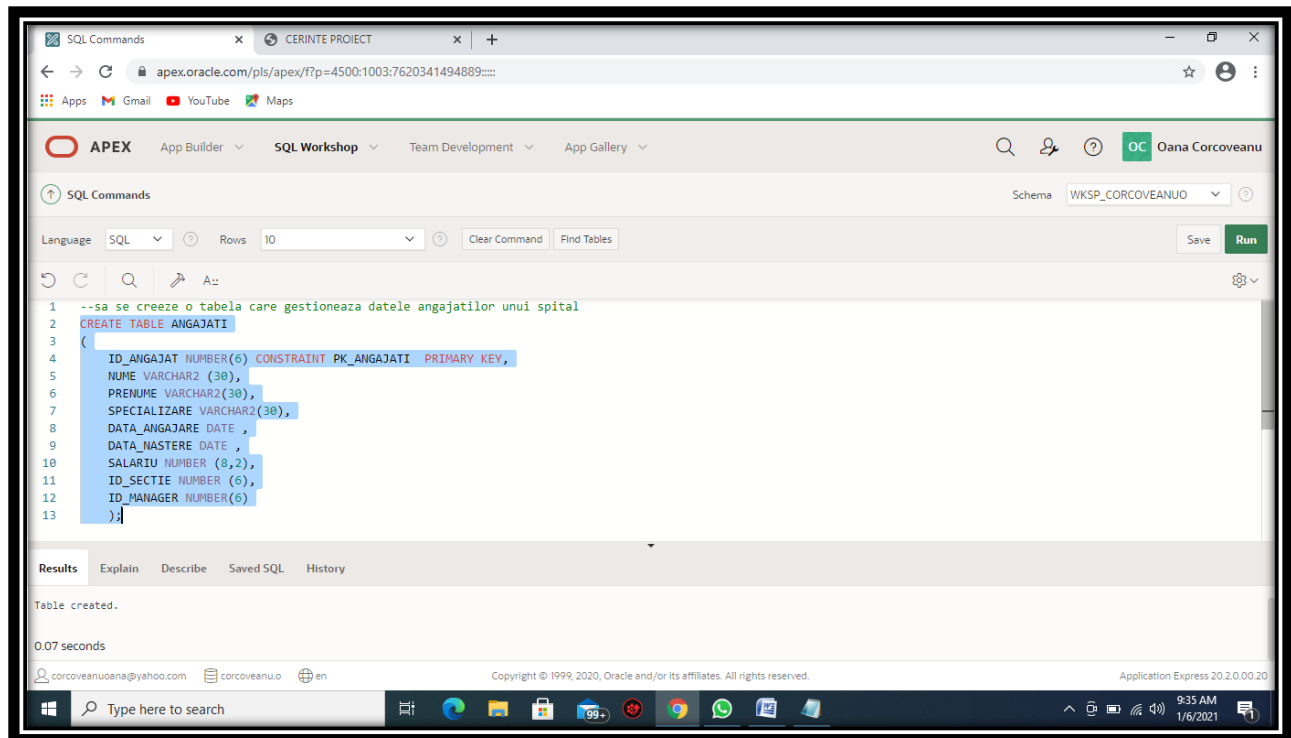 SQL Commands CERINTE PROIECT
apex.oracle.com/pls/apex/f?p=4500:1003:7620341494889:::::
Apps Gmail YouTube Maps
APEX App Builder SQL Workshop Team Development App Gallery OC Oana Corcoveanu
SQL Commands Schema WKSP_CORCOVEANUO
Language SQL Rows 10 Clear Command Find Tables Save Run
A::
1 --sa se creeze o tabela care gestioneaza datele angajatilor unui spital
2 CREATE TABLE ANGAJATI
3 (
4 ID_ANGAJAT NUMBER(6) CONSTRAINT PK_ANGAJATI PRIMARY KEY,
5 NUME VARCHAR2 (30),
6 PRENUME VARCHAR2(30),
7 SPECIALIZARE VARCHAR2(30),
8 DATA_ANGAJARE DATE ,
9 DATA_NASTERE DATE ,
10 SALARIU NUMBER (8,2),
11 ID_SECTIE NUMBER (6),
12 ID_MANAGER NUMBER(6)
13 );
Results Explain Describe Saved SQL History
Table created.
0.07 seconds
corcoveanuoana@yahoo.com corcoveanu.o en Copyright © 1999, 2020, Oracle and/or its affiliates. All rights reserved. Application Express 20.2.0.00.20
Type here to search 99+ 9:35 AM
1/6/2021 1